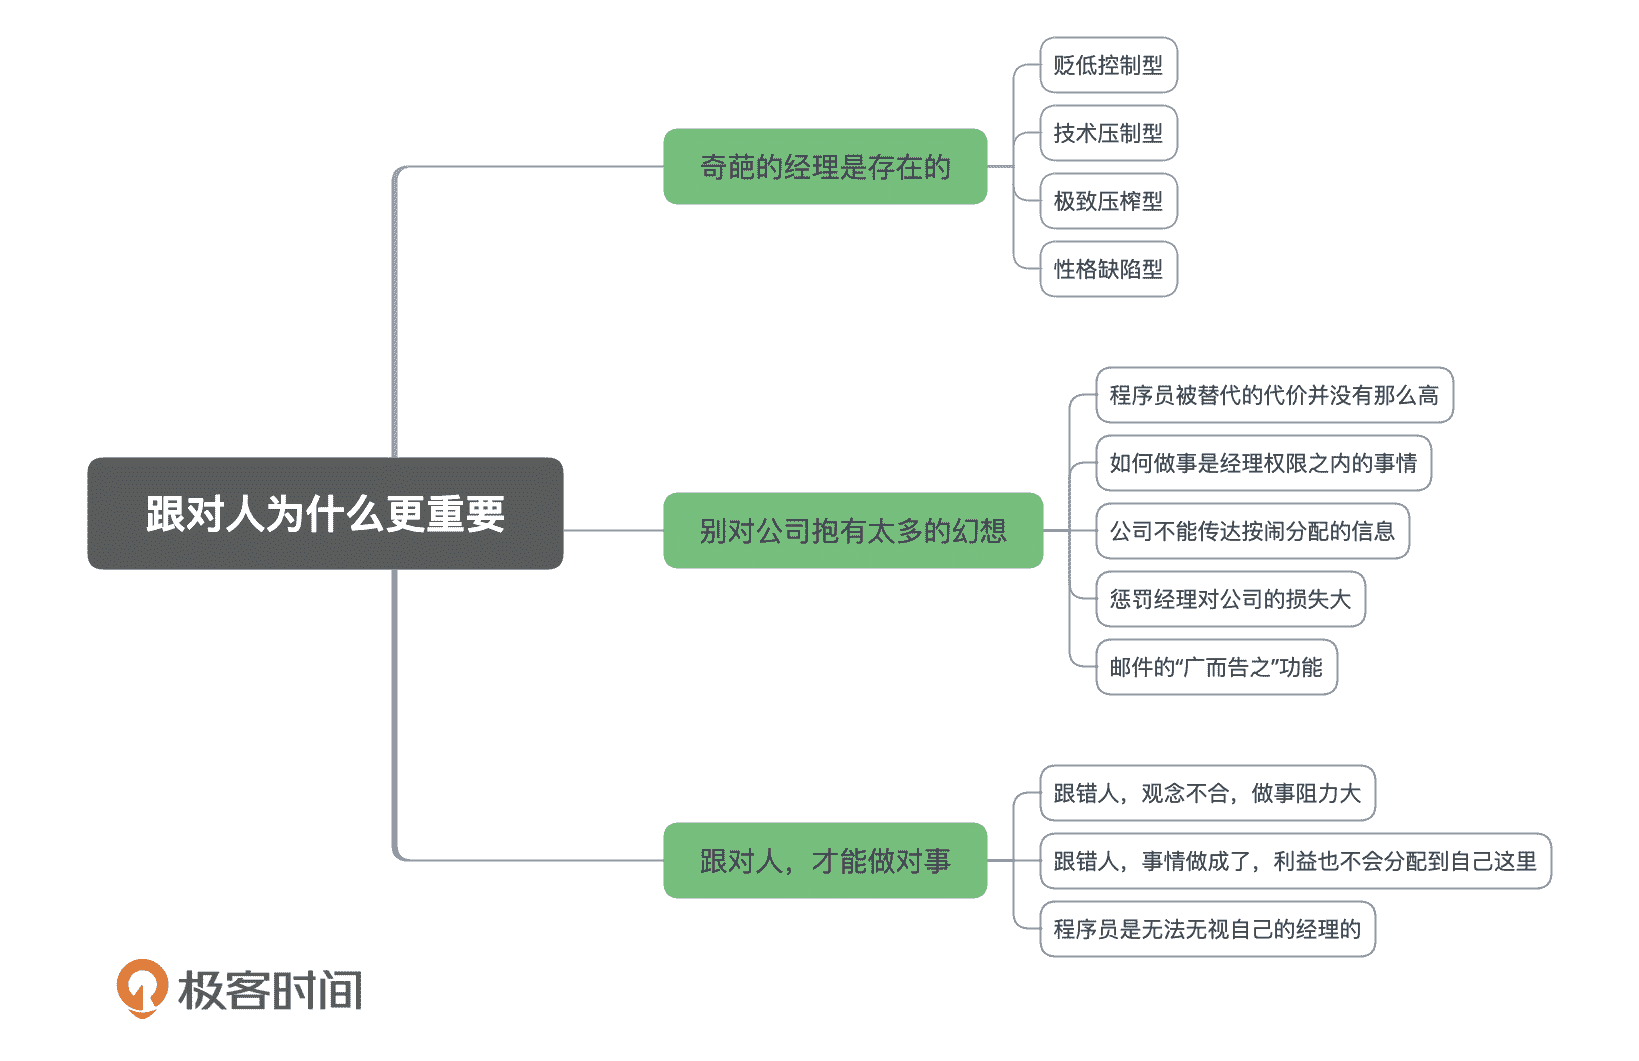 跟对人为什么更重要
奇葩的经理是存在的
贬低控制型
技术压制型
极致压榨型
性格缺陷型
别对公司抱有太多的幻想
程序员被替代的代价并没有那么高
如何做事是经理权限之内的事情
公司不能传达按闹分配的信息
惩罚经理对公司的损失大
邮件的“广而告之”功能
跟对人，才能做对事
跟错人，观念不合，做事阻力大
跟错人，事情做成了，利益也不会分配到自己这里
程序员是无法无视自己的经理的
极客时间